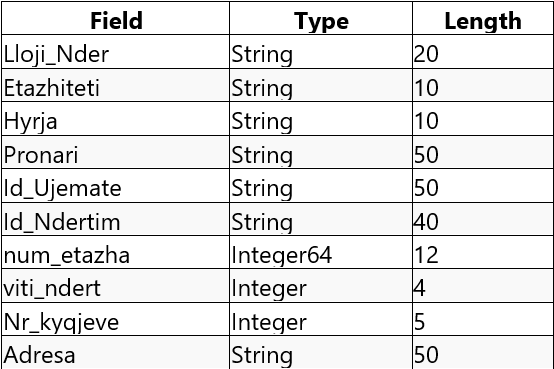 Field Type Length
Lloji_Nder String 20
Etazhiteti String 10
Hyrja String 10
Pronari String 50
Id_Ujemate String 50
Id_Ndertim String 40
num_etazha Integer64 12
viti_ndert Integer 4
Nr_kyqjeve Integer 5
Adresa String 50